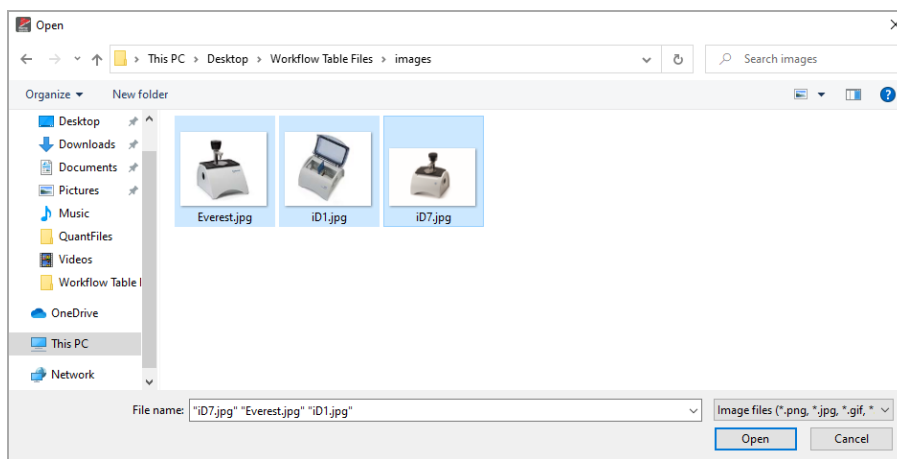 Open
This PC > Desktop > Workflow Table Files > images
Search images
Organize
New folder
Desktop
Downloads
Documents
Pictures
Music
QuantFiles
Videos
Workflow Table
OneDrive
This PC
Network
Everest.jpg
iD1.jpg
iD7.jpg
File name: "iD7.jpg" "Everest.jpg" "iD1.jpg"
Image files (*.png, *.jpg, *.gif, *
Open
Cancel